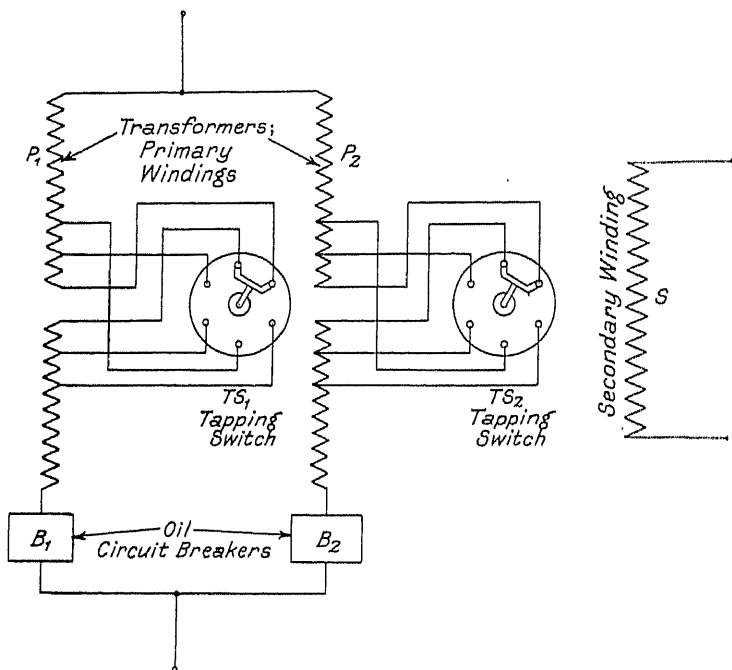 Transformers;
Primary
Windings
P1
P2
Secondary Winding
S
TS1
Tapping
Switch
TS2
Tapping
Switch
B1
Oil
Circuit Breakers
B2